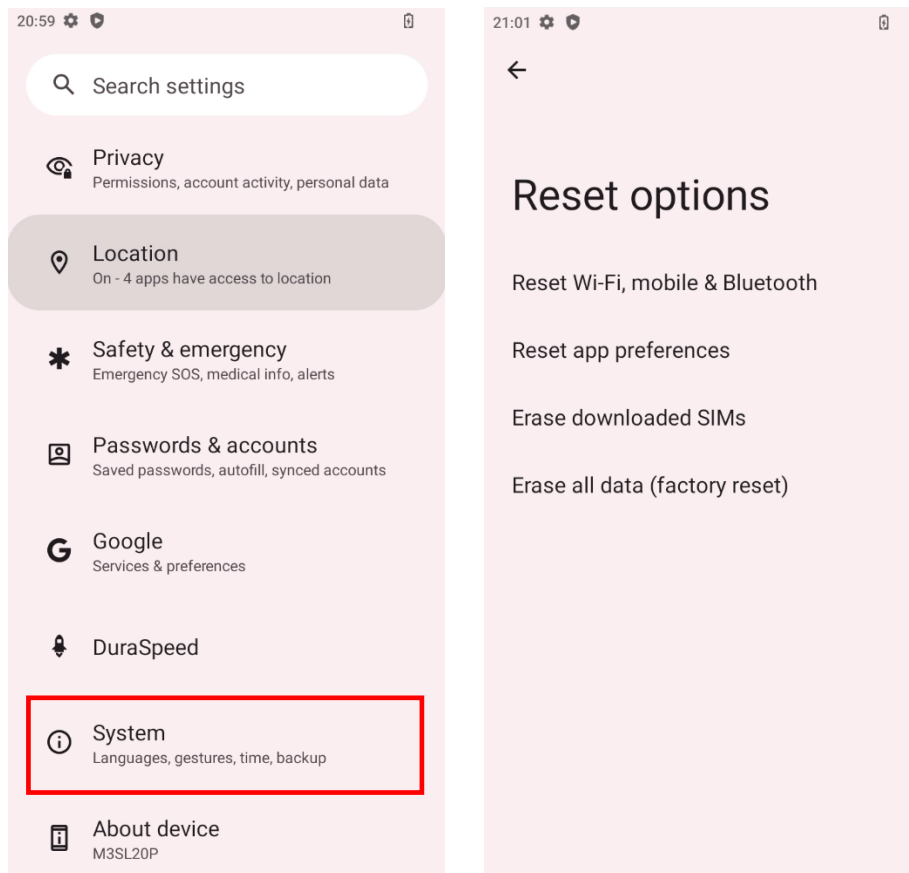 20:59
Search settings
Privacy
Permissions, account activity, personal data
Location
On - 4 apps have access to location
Safety & emergency
Emergency SOS, medical info, alerts
Passwords & accounts
Saved passwords, autofill, synced accounts
Google
Services & preferences
DuraSpeed
System
Languages, gestures, time, backup
About device
M3SL20P
21:01
Reset options
Reset Wi-Fi, mobile & Bluetooth
Reset app preferences
Erase downloaded SIMs
Erase all data (factory reset)